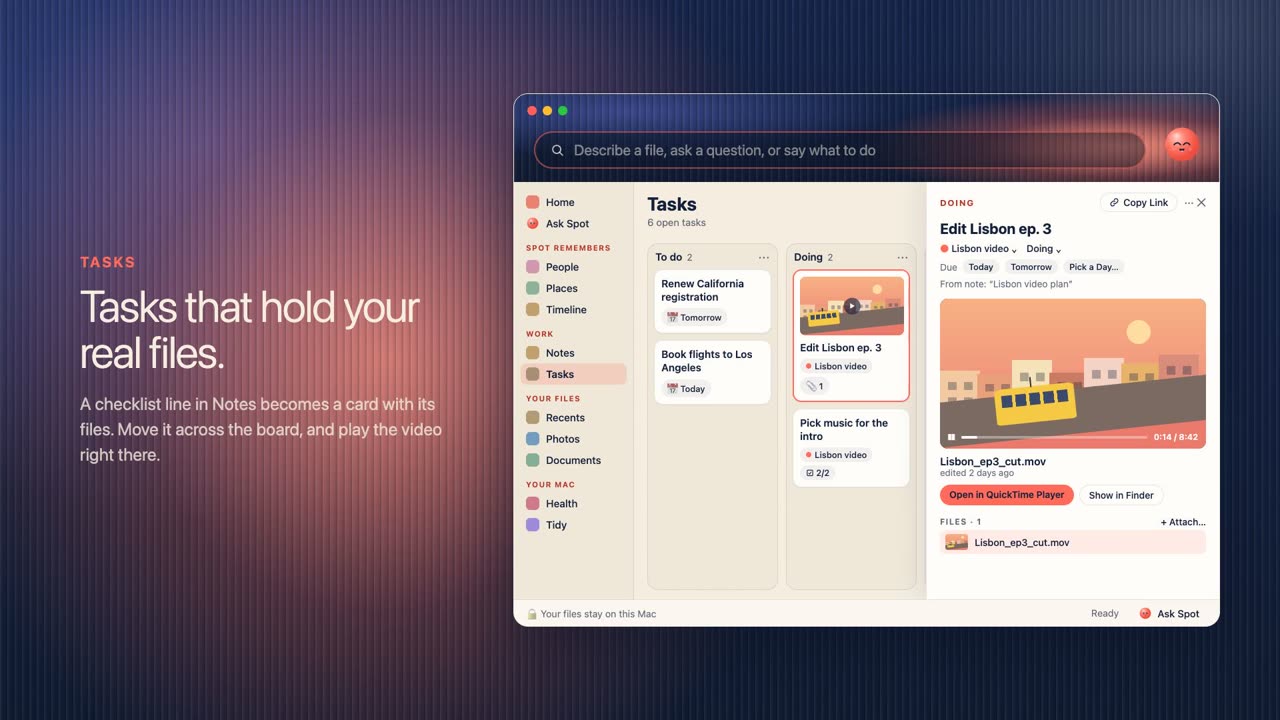 TASKS
Tasks that hold your
real files.
A checklist line in Notes becomes a card with its
files. Move it across the board, and play the video
right there.
Describe a file, ask a question, or say what to do
Home
Ask Spot
SPOT REMEMBERS
People
Places
Timeline
WORK
Notes
Tasks
YOUR FILES
Recents
Photos
Documents
YOUR MAC
Health
Tidy
Tasks
6 open tasks
To do 2 ···
Renew California
registration
Tomorrow
Book flights to Los
Angeles
Today
Doing 2 ···
Edit Lisbon ep. 3
Lisbon video
1
Pick music for the
intro
Lisbon video
2/2
DOING
Copy Link ···
Edit Lisbon ep. 3
Lisbon video Doing
Due Today Tomorrow Pick a Day...
From note: "Lisbon video plan"
0:14 / 8:42
Lisbon_ep3_cut.mov
edited 2 days ago
Open in QuickTime Player Show in Finder
FILES · 1 + Attach...
Lisbon_ep3_cut.mov
Your files stay on this Mac
Ready Ask Spot